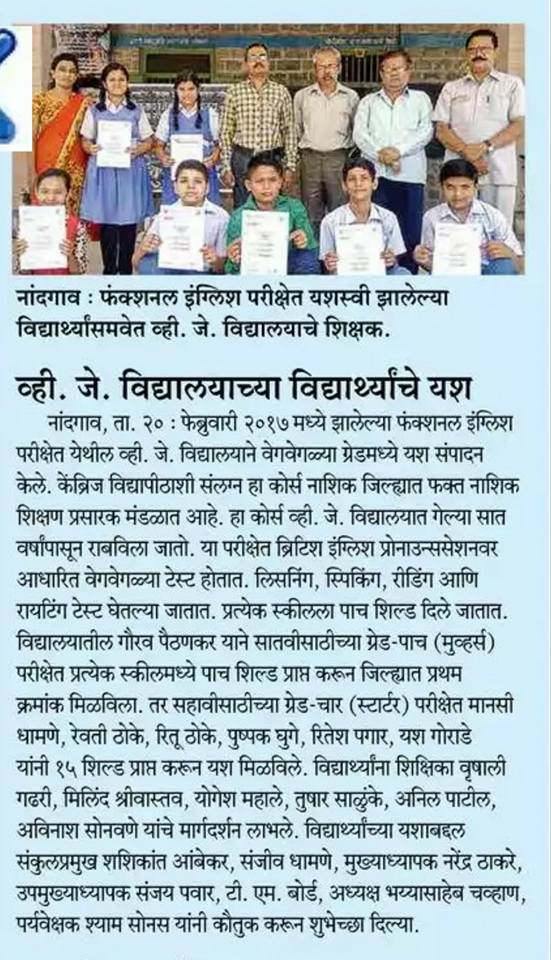 नांदगाव : फंक्शनल इंग्लिश परीक्षेत यशस्वी झालेल्या
विद्यार्थ्यांसमवेत व्ही. जे. विद्यालयाचे शिक्षक.
व्ही. जे. विद्यालयाच्या विद्यार्थ्यांचे यश
नांदगाव, ता. २० : फेब्रुवारी २०१७ मध्ये झालेल्या फंक्शनल इंग्लिश
परीक्षेत येथील व्ही. जे. विद्यालयाने वेगवेगळ्या ग्रेडमध्ये यश संपादन
केले. केंब्रिज विद्यापीठाशी संलग्न हा कोर्स नाशिक जिल्ह्यात फक्त नाशिक
शिक्षण प्रसारक मंडळात आहे. हा कोर्स व्ही. जे. विद्यालयात गेल्या सात
वर्षांपासून राबविला जातो. या परीक्षेत ब्रिटिश इंग्लिश प्रोनाउन्ससेशनवर
आधारित वेगवेगळ्या टेस्ट होतात. लिसनिंग, स्पिकिंग, रीडिंग आणि
रायटिंग टेस्ट घेतल्या जातात. प्रत्येक स्कीलला पाच शिल्ड दिले जातात.
विद्यालयातील गौरव पैठणकर याने सातवीसाठीच्या ग्रेड-पाच (मुव्हर्स)
परीक्षेत प्रत्येक स्कीलमध्ये पाच शिल्ड प्राप्त करून जिल्ह्यात प्रथम
क्रमांक मिळविला. तर सहावीसाठीच्या ग्रेड-चार (स्टार्टर) परीक्षेत मानसी
धामणे, रेवती ठोके, रितू ठोके, पुष्पक घुगे, रितेश पगार, यश गोराडे
यांनी १५ शिल्ड प्राप्त करून यश मिळविले. विद्यार्थ्यांना शिक्षिका वृषाली
गढरी, मिलिंद श्रीवास्तव, योगेश महाले, तुषार साळुंके, अनिल पाटील,
अविनाश सोनवणे यांचे मार्गदर्शन लाभले. विद्यार्थ्यांच्या यशाबद्दल
संकुलप्रमुख शशिकांत आंबेकर, संजीव धामणे, मुख्याध्यापक नरेंद्र ठाकरे,
उपमुख्याध्यापक संजय पवार, टी. एम. बोर्ड, अध्यक्ष भय्यासाहेब चव्हाण,
पर्यवेक्षक श्याम सोनस यांनी कौतुक करून शुभेच्छा दिल्या.